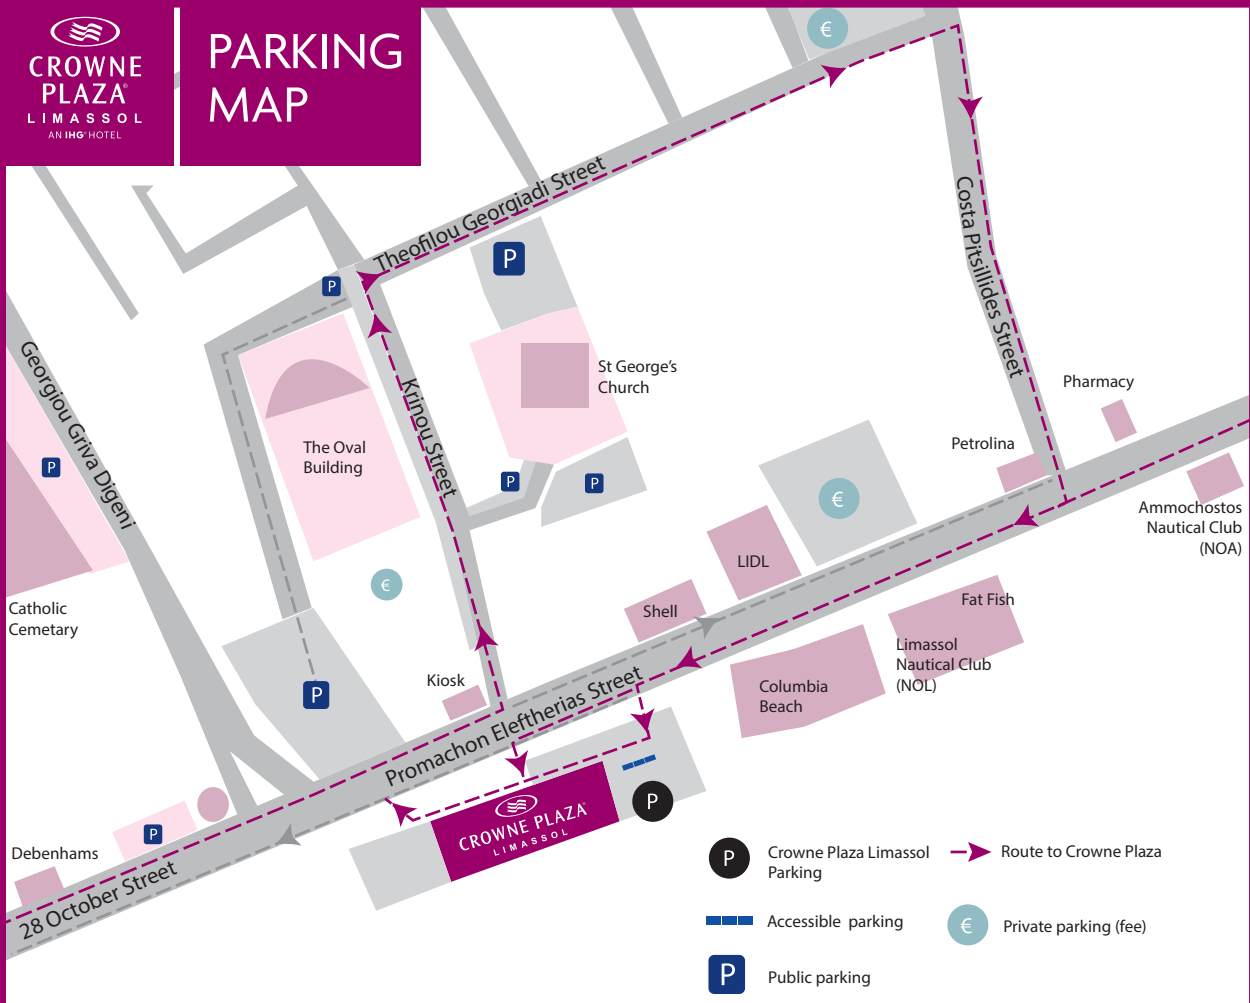 CROWNE
PLAZA®
LIMASSOL
AN IHG® HOTEL
PARKING
MAP
€
Theofilou Georgiadi Street
Costa Pitsillides Street
P
P
Georgiou Griva Digeni
Krinou Street
St George's
Church
Pharmacy
Petrolina
The Oval
Building
P
P
P
€
Ammochostos
Nautical Club
(NOA)
LIDL
€
Catholic
Cemetary
Shell
Fat Fish
Limassol
Nautical Club
(NOL)
Kiosk
P
Columbia
Beach
Promachon Eleftherias Street
CROWNE PLAZA®
LIMASSOL
P
P
Debenhams
28 October Street
P
Crowne Plaza Limassol
Parking
Route to Crowne Plaza
Accessible parking
€
Private parking (fee)
P
Public parking